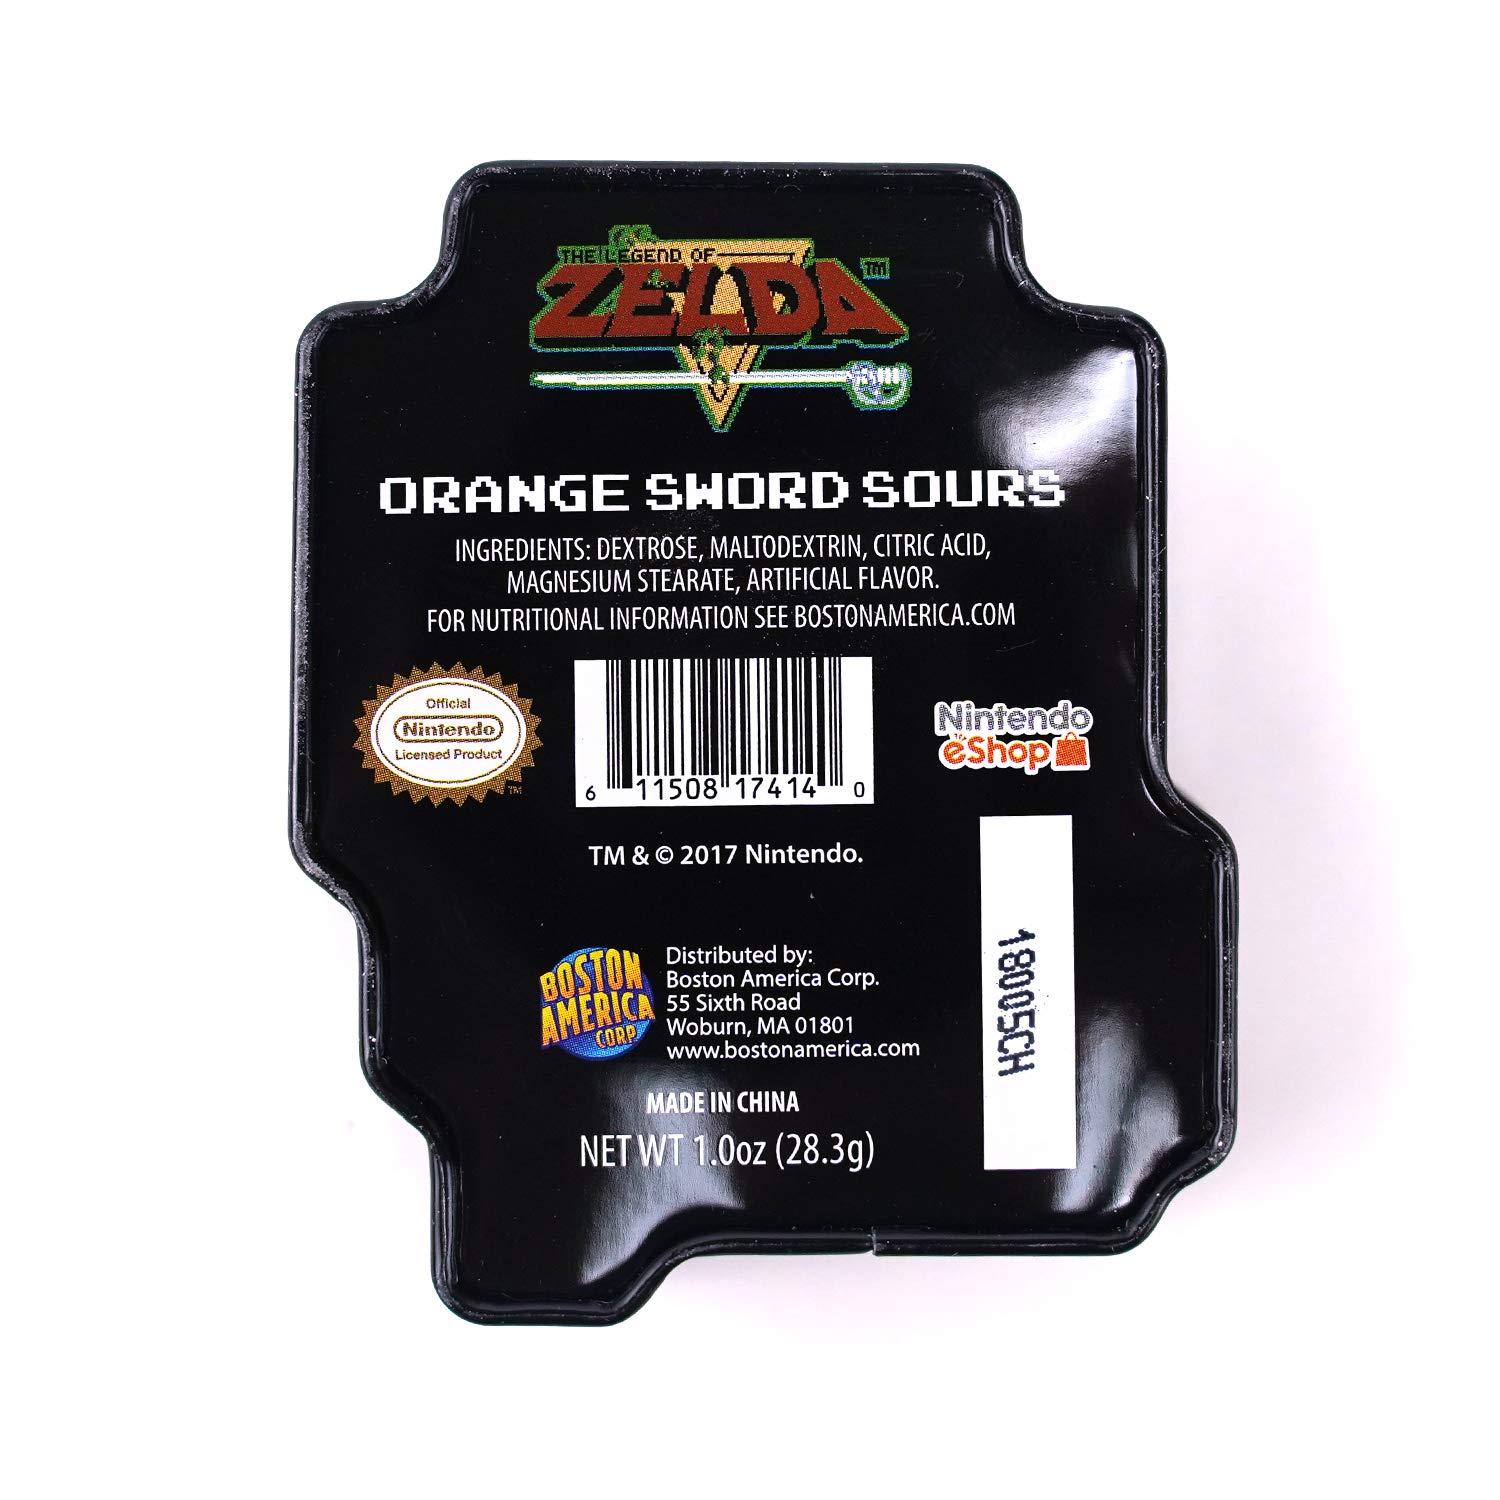 THE LEGEND OF
ZELDA™
ORANGE SWORD SOURS
INGREDIENTS: DEXTROSE, MALTODEXTRIN, CITRIC ACID,
MAGNESIUM STEARATE, ARTIFICIAL FLAVOR.
FOR NUTRITIONAL INFORMATION SEE BOSTONAMERICA.COM
Official
Nintendo
Licensed Product
TM
6 11508 17414 0
Nintendo
eShop
TM & © 2017 Nintendo.
BOSTON
AMERICA
CORP.
Distributed by:
Boston America Corp.
55 Sixth Road
Woburn, MA 01801
www.bostonamerica.com
18005CH
MADE IN CHINA
NET WT 1.0oz (28.3g)